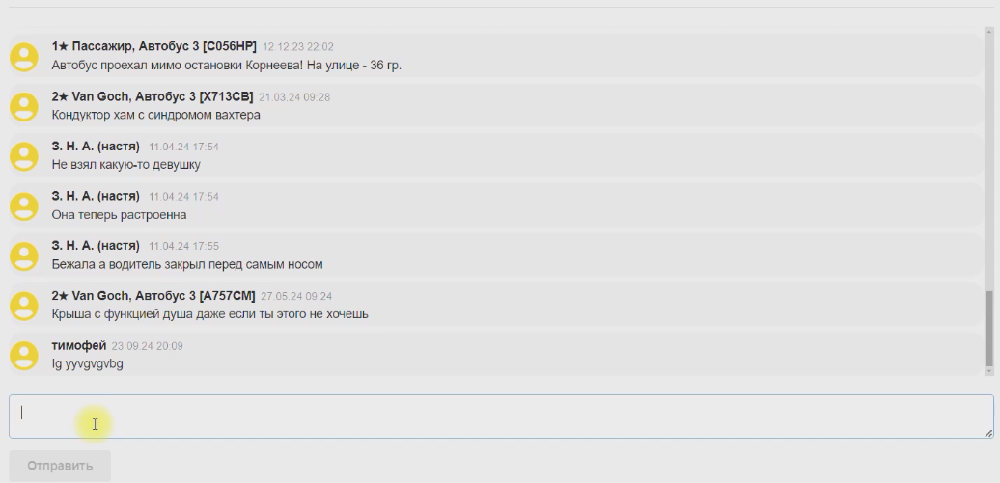 1★ Пассажир, Автобус 3 [С056НР] 12.12.23 22:02
Автобус проехал мимо остановки Корнеева! На улице - 36 гр.
2★ Van Goch, Автобус 3 [Х713СВ] 21.03.24 09:28
Кондуктор хам с синдромом вахтера
З. Н. А. (настя) 11.04.24 17:54
Не взял какую-то девушку
З. Н. А. (настя) 11.04.24 17:54
Она теперь растроенна
З. Н. А. (настя) 11.04.24 17:55
Бежала а водитель закрыл перед самым носом
2★ Van Goch, Автобус 3 [А757СМ] 27.05.24 09:24
Крыша с функцией душа даже если ты этого не хочешь
тимофей 23.09.24 20:09
Ig yyvgvgvbg
Отправить